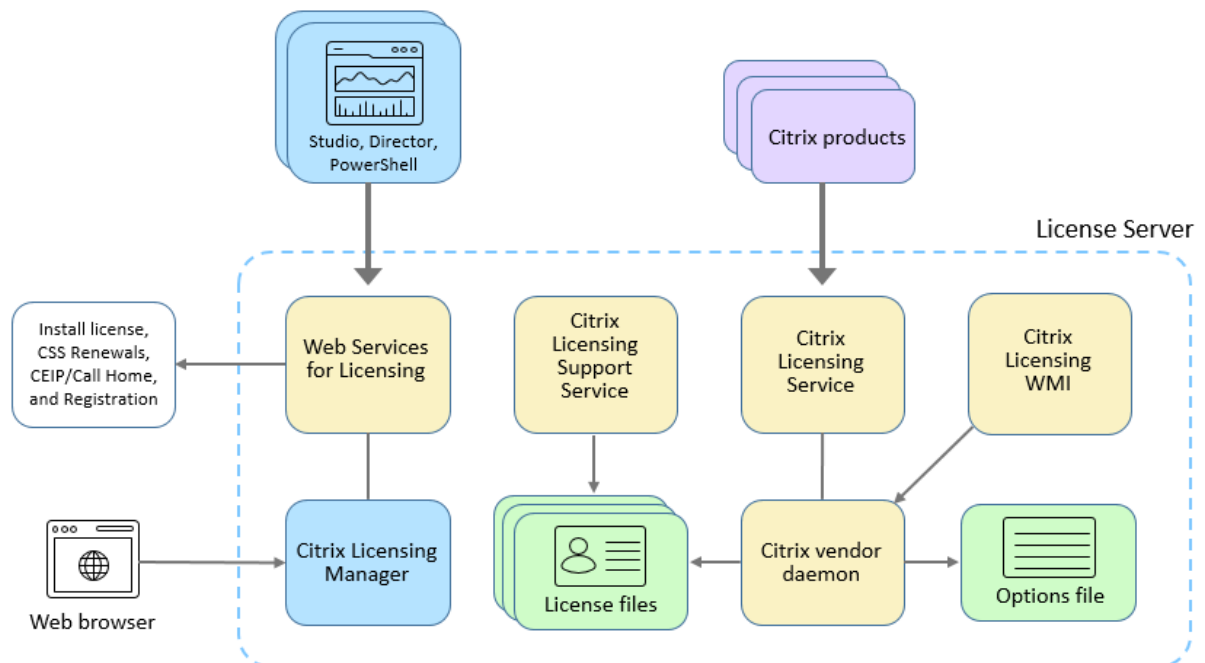 Studio, Director,
PowerShell
Citrix products
License Server
Install license,
CSS Renewals,
CEIP/Call Home,
and Registration
Web Services
for Licensing
Citrix
Licensing
Support
Service
Citrix
Licensing
Service
Citrix
Licensing
WMI
Web browser
Citrix Licensing
Manager
License files
Citrix vendor
daemon
Options file